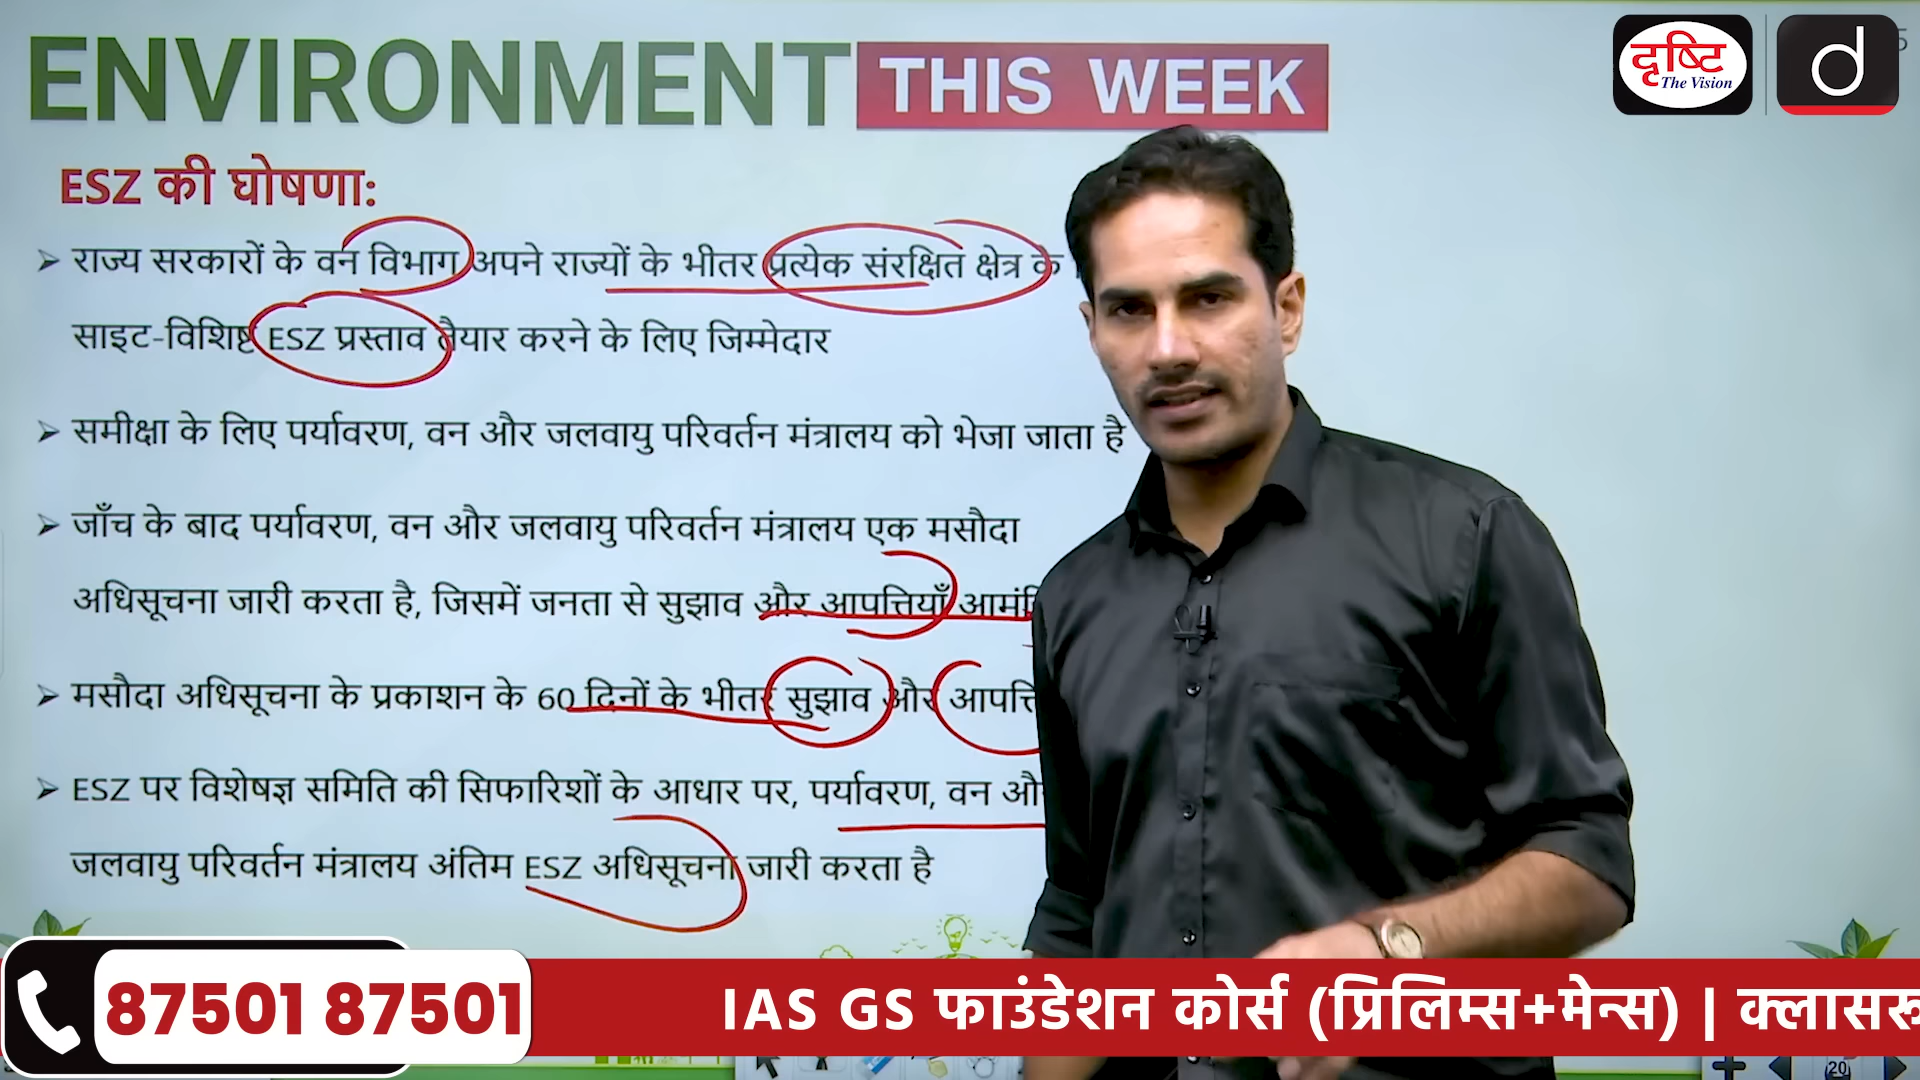 ENVIRONMENT THIS WEEK
दृष्टि
The Vision
d
ESZ की घोषणा:
राज्य सरकारों के वन विभाग अपने राज्यों के भीतर प्रत्येक संरक्षित क्षेत्र के
साइट-विशिष्ट ESZ प्रस्ताव तैयार करने के लिए जिम्मेदार
समीक्षा के लिए पर्यावरण, वन और जलवायु परिवर्तन मंत्रालय को भेजा जाता है
जाँच के बाद पर्यावरण, वन और जलवायु परिवर्तन मंत्रालय एक मसौदा
अधिसूचना जारी करता है, जिसमें जनता से सुझाव और आपत्तियाँ
मसौदा अधिसूचना के प्रकाशन के 60 दिनों के भीतर सुझाव और
ESZ पर विशेषज्ञ समिति की सिफारिशों के आधार पर, पर्यावरण, वन और
जलवायु परिवर्तन मंत्रालय अंतिम ESZ अधिसूचना जारी करता है
87501 87501
IAS GS फाउंडेशन कोर्स (प्रिलिम्स+मेन्स) |
20